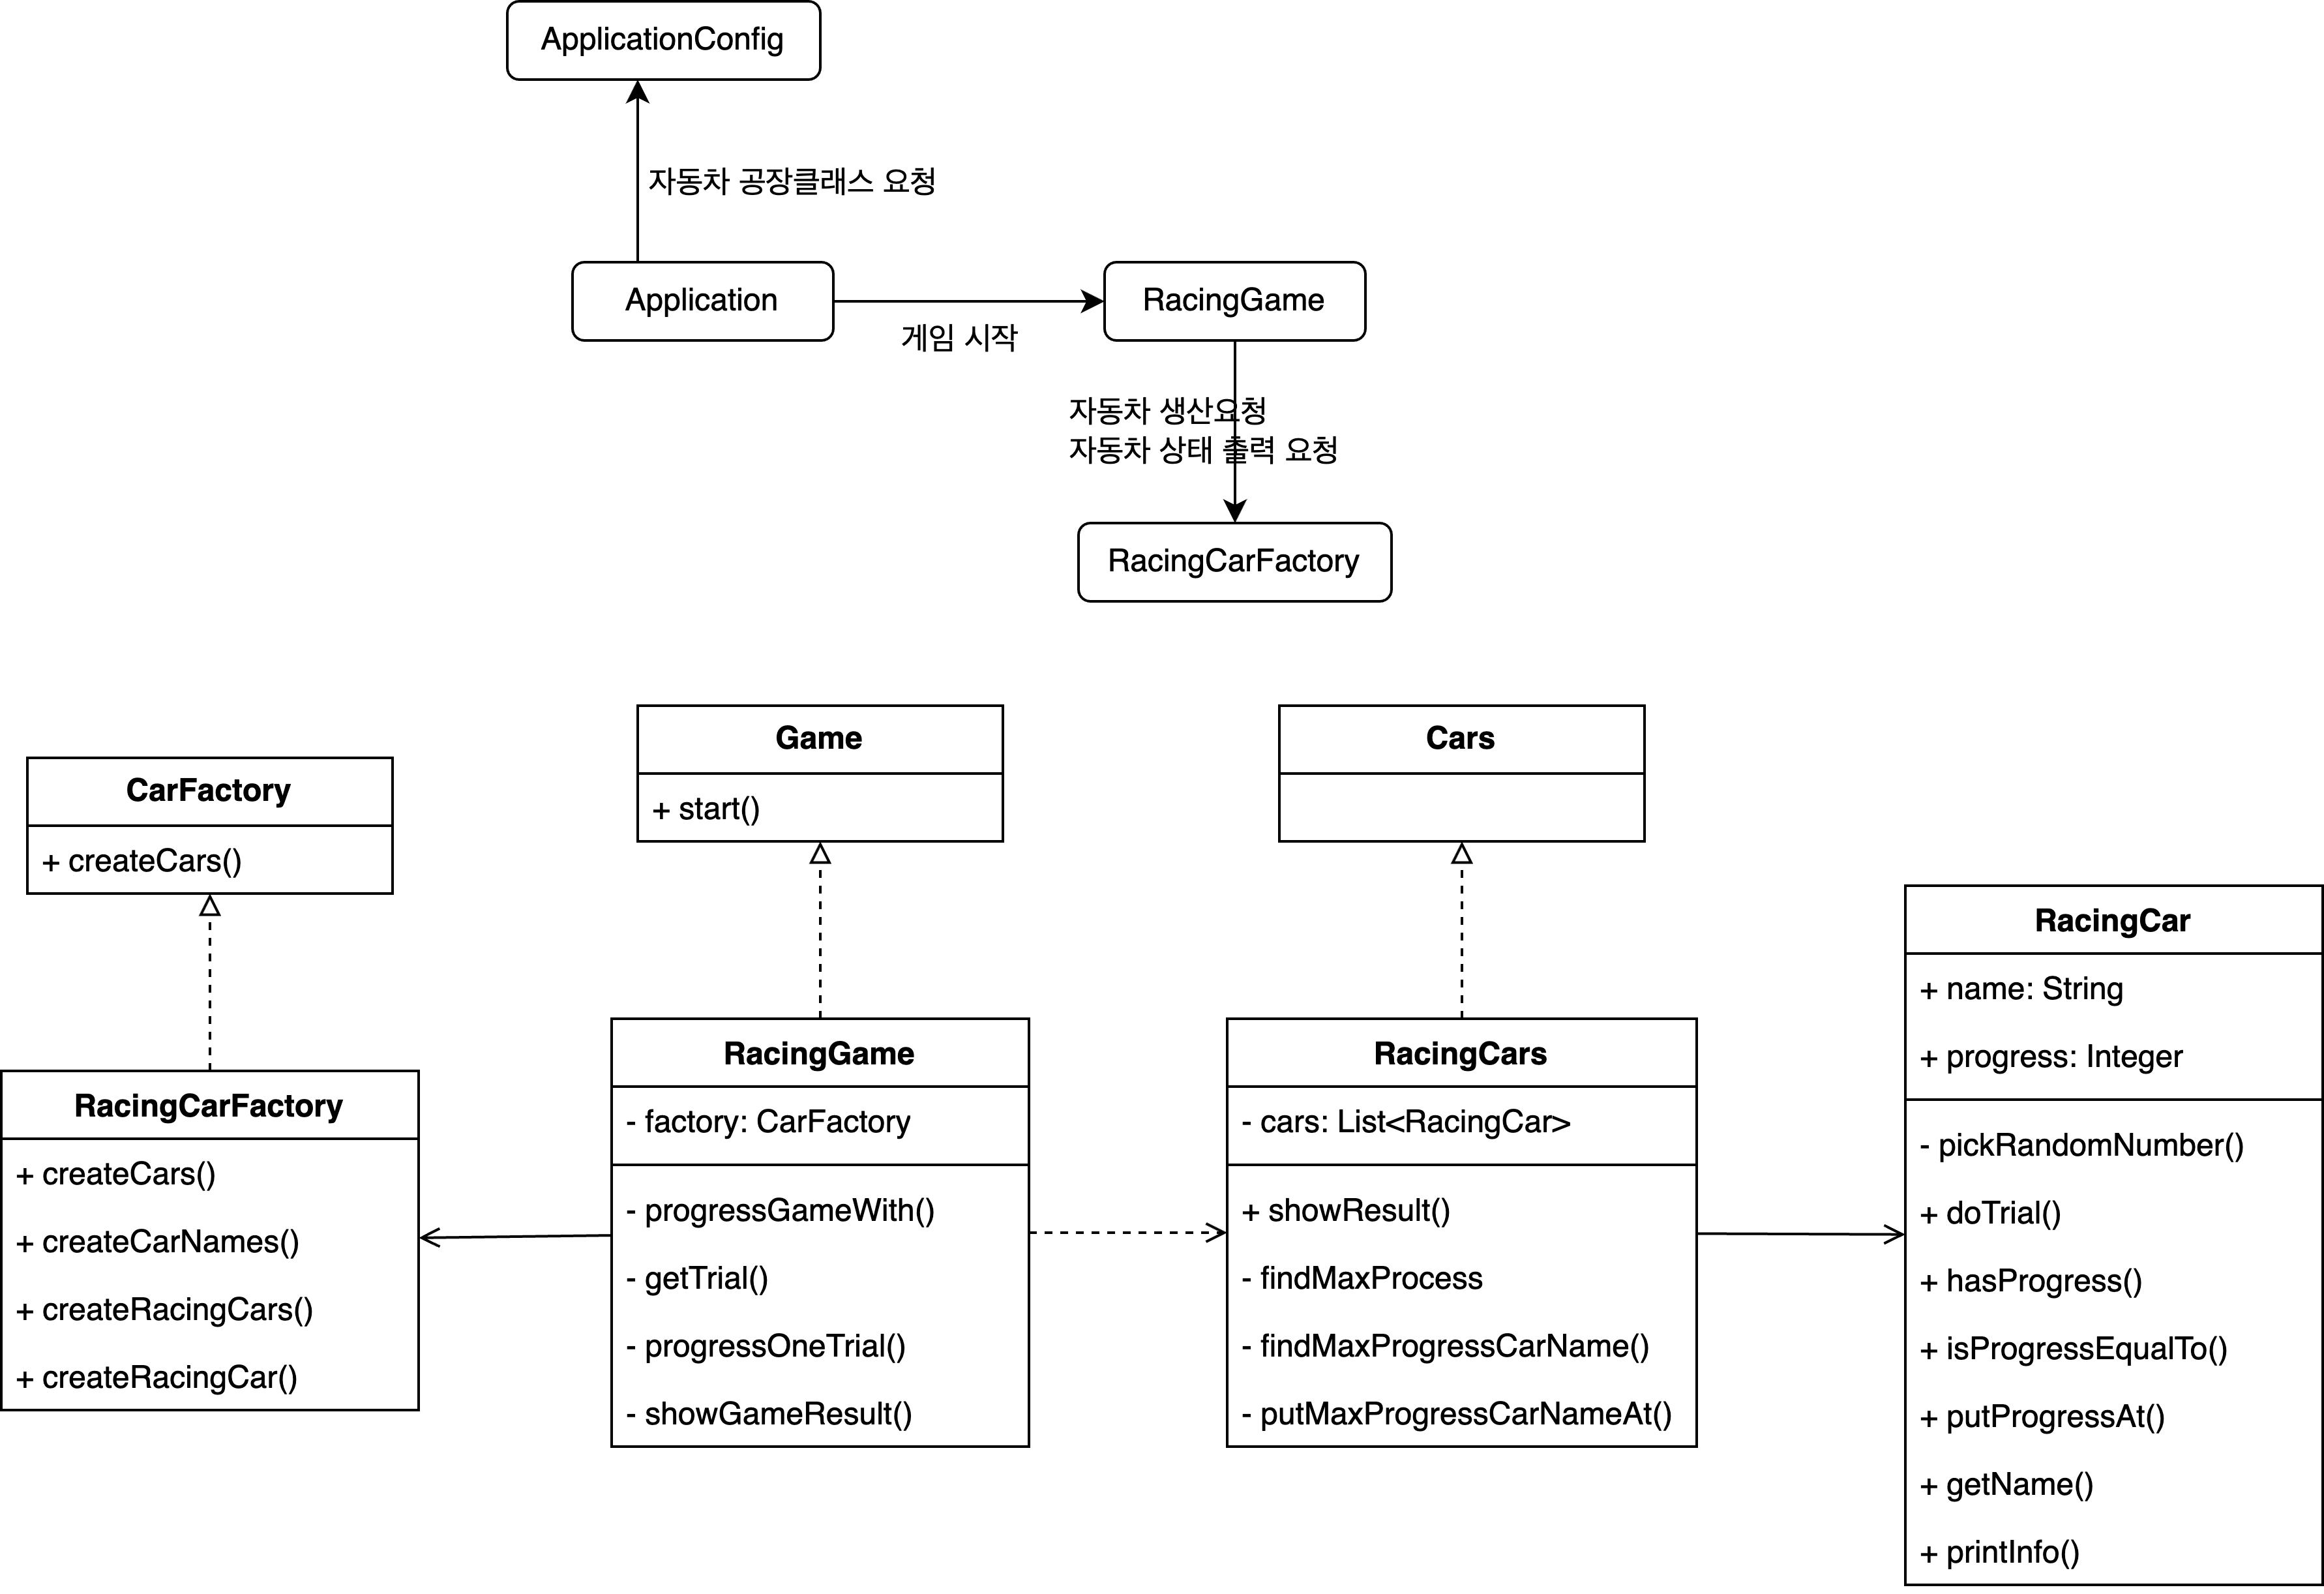 ApplicationConfig
자동차 공장클래스 요청
Application
게임 시작
RacingGame
자동차 생산요청
자동차 상태 출력 요청
RacingCarFactory
CarFactory
+ createCars()
Game
+ start()
Cars
RacingCarFactory
+ createCars()
+ createCarNames()
+ createRacingCars()
+ createRacingCar()
RacingGame
- factory: CarFactory
- progressGameWith()
- getTrial()
- progressOneTrial()
- showGameResult()
RacingCars
- cars: List<RacingCar>
+ showResult()
- findMaxProcess
- findMaxProgressCarName()
- putMaxProgressCarNameAt()
RacingCar
+ name: String
+ progress: Integer
- pickRandomNumber()
+ doTrial()
+ hasProgress()
+ isProgressEqualTo()
+ putProgressAt()
+ getName()
+ printInfo()